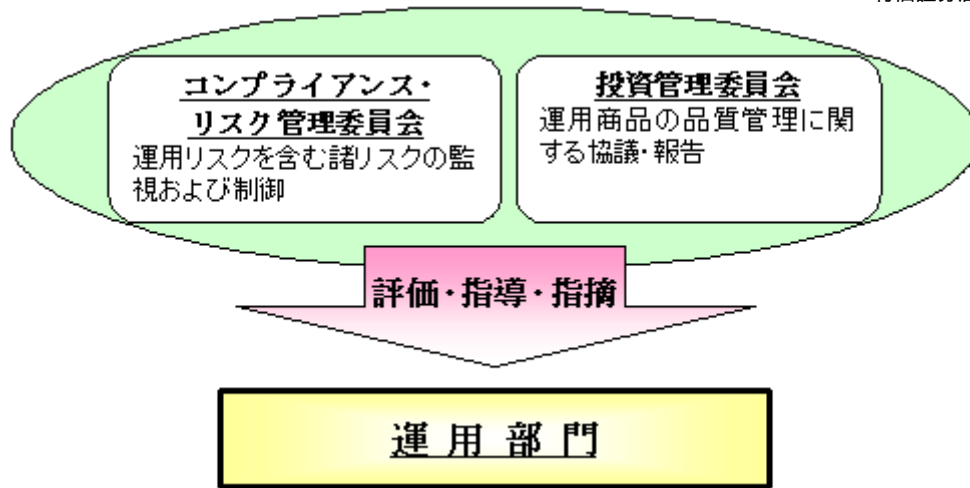 コンプライアンス・
リスク管理委員会
運用リスクを含む諸リスクの監
視および制御
投資管理委員会
運用商品の品質管理に関
する協議・報告
評価・指導・指摘
運用部門